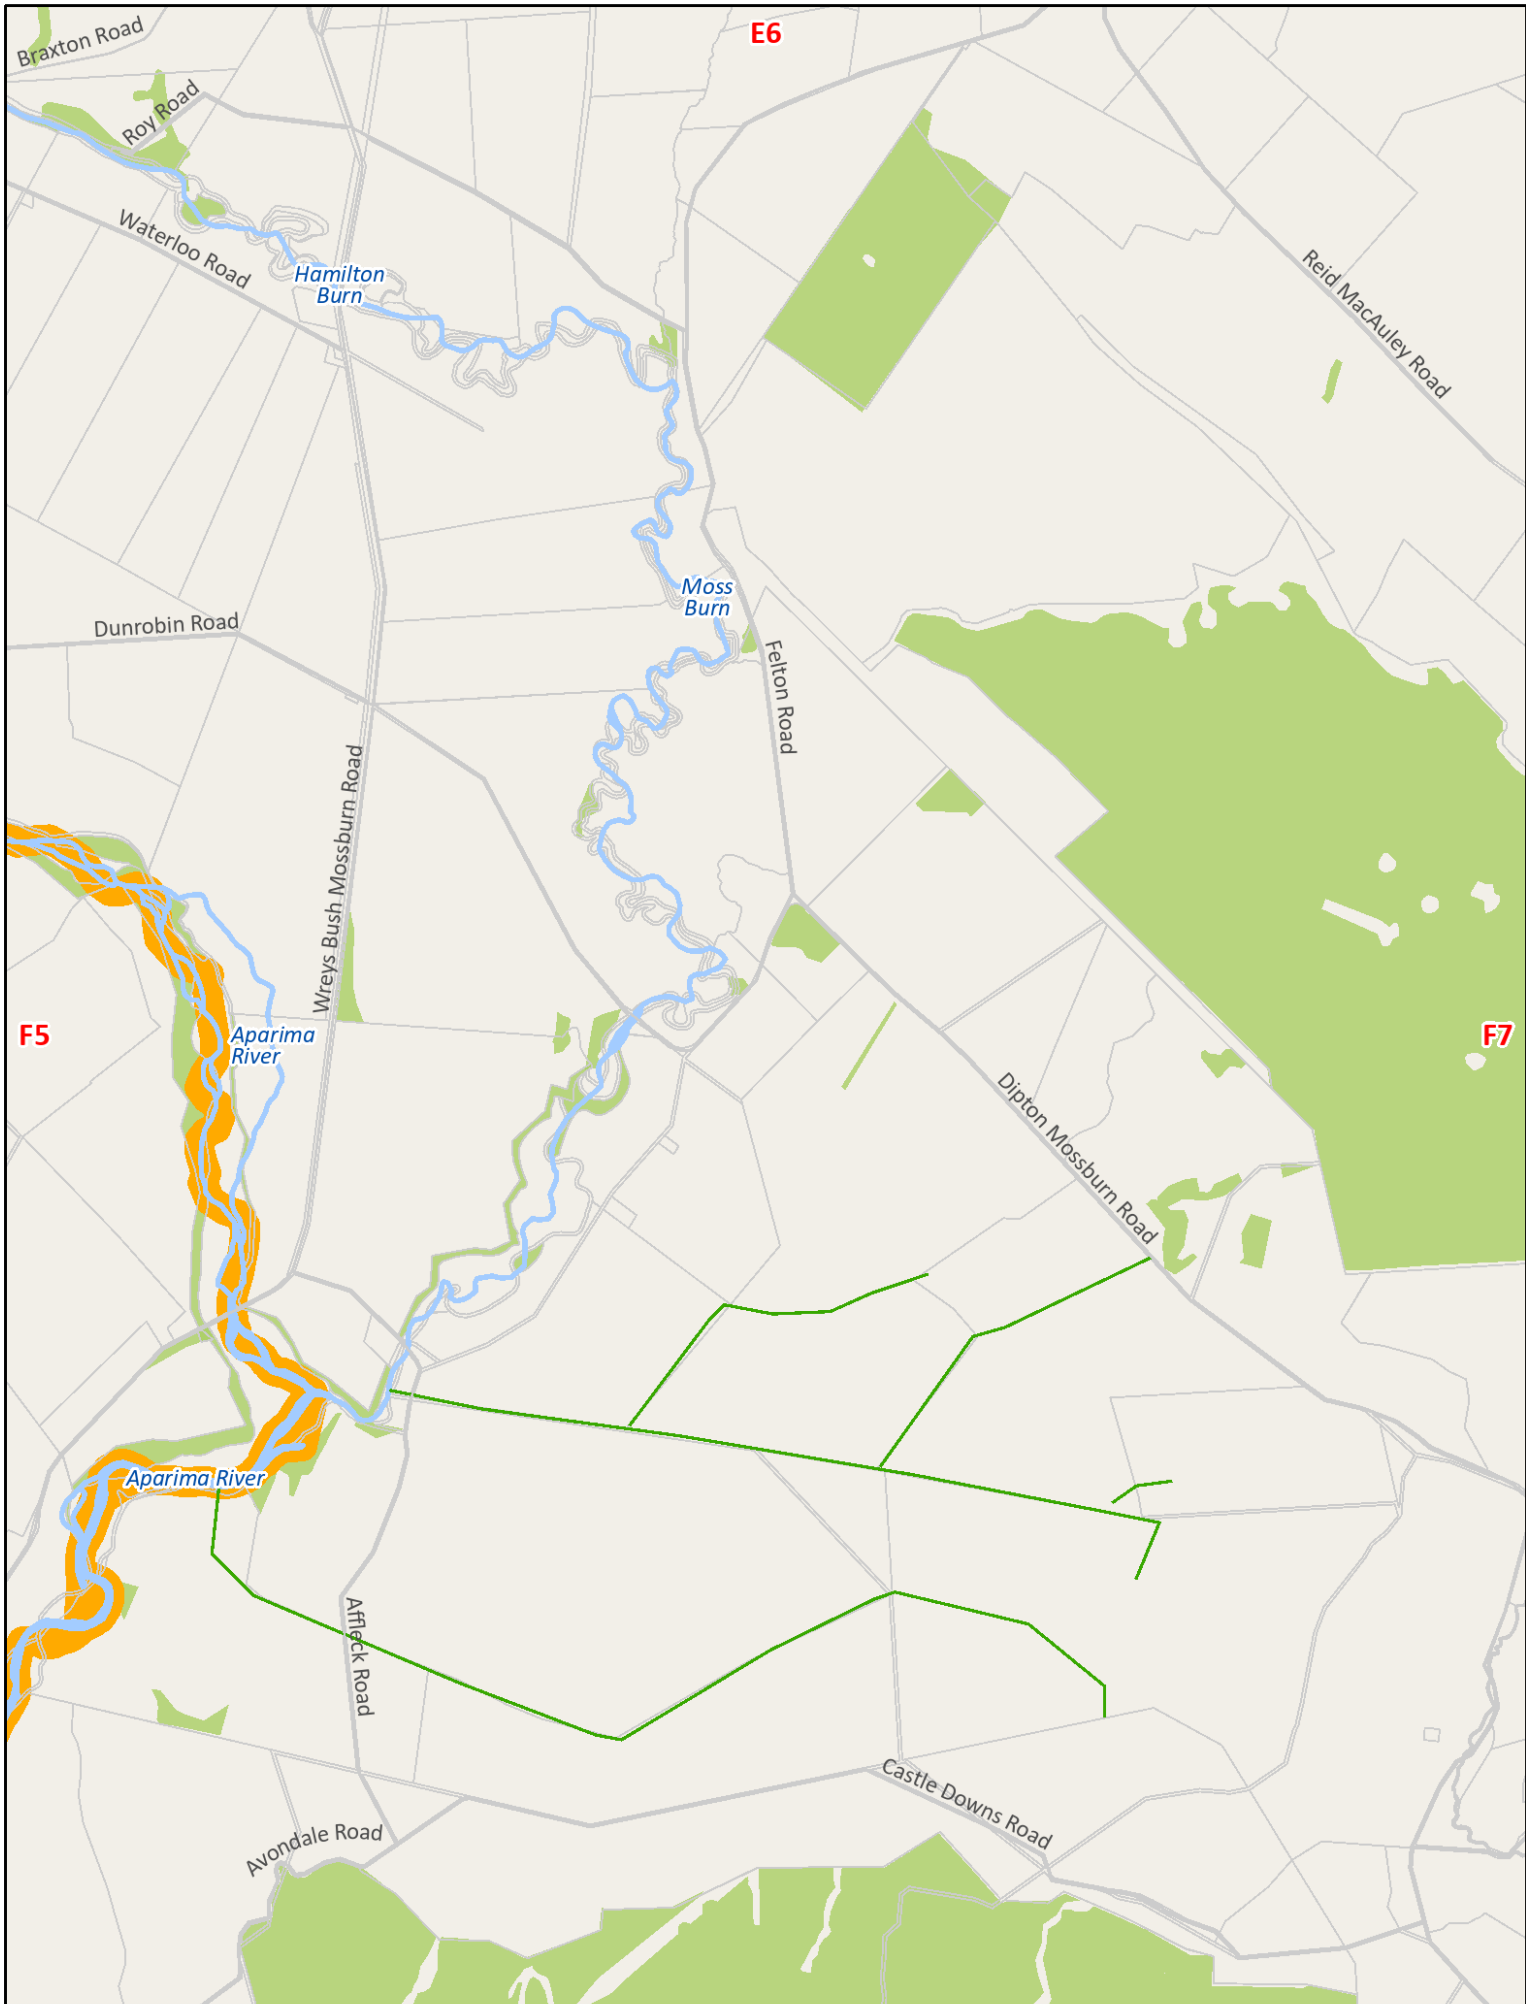 E6
Braxton Road
Roy Road
Waterloo Road
Hamilton
Burn
Reid MacAuley Road
Moss
Burn
Dunrobin Road
Felton Road
Wreys Bush Mossburn Road
F5
Aparima
River
F7
Dipton Mossburn Road
Aparima River
Affleck Road
Castle Downs Road
Avondale Road